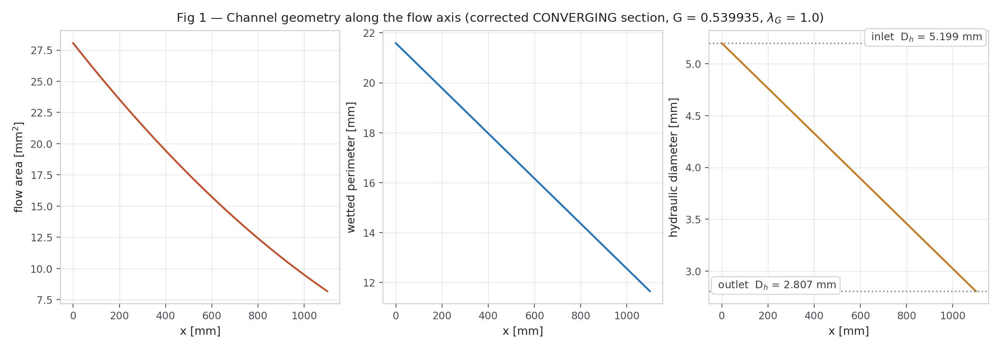 Fig 1 — Channel geometry along the flow axis (corrected CONVERGING section, G = 0.539935, λG = 1.0)
flow area [mm²]
27.5
25.0
22.5
20.0
17.5
15.0
12.5
10.0
7.5
0 200 400 600 800 1000
x [mm]
wetted perimeter [mm]
22
20
18
16
14
12
0 200 400 600 800 1000
x [mm]
hydraulic diameter [mm]
5.0
4.5
4.0
3.5
3.0
inlet Dh = 5.199 mm
outlet Dh = 2.807 mm
0 200 400 600 800 1000
x [mm]